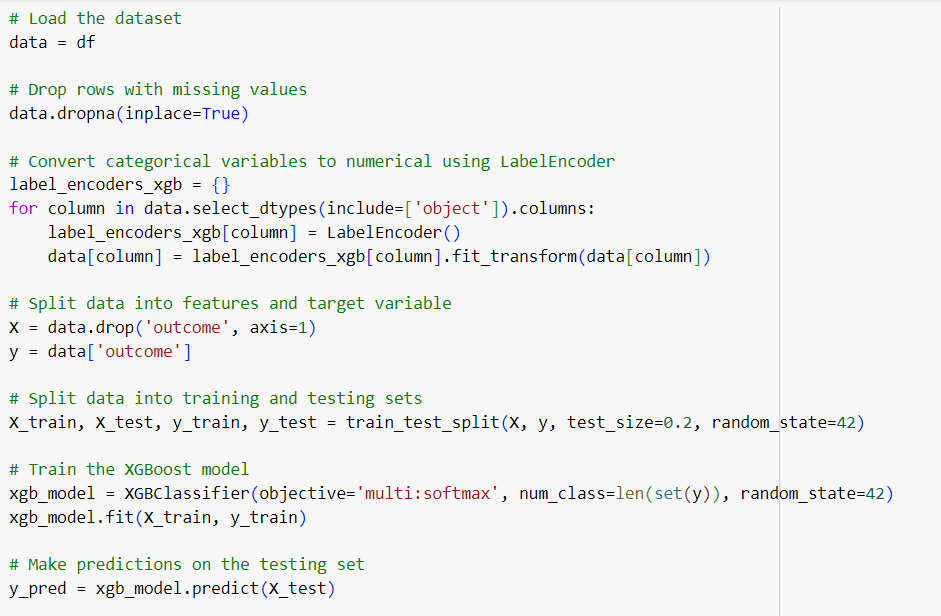 # Load the dataset
data = df
# Drop rows with missing values
data.dropna(inplace=True)
# Convert categorical variables to numerical using LabelEncoder
label_encoders_xgb = {}
for column in data.select_dtypes(include=['object']).columns:
    label_encoders_xgb[column] = LabelEncoder()
    data[column] = label_encoders_xgb[column].fit_transform(data[column])
# Split data into features and target variable
X = data.drop('outcome', axis=1)
y = data['outcome']
# Split data into training and testing sets
X_train, X_test, y_train, y_test = train_test_split(X, y, test_size=0.2, random_state=42)
# Train the XGBoost model
xgb_model = XGBClassifier(objective='multi:softmax', num_class=len(set(y)), random_state=42)
xgb_model.fit(X_train, y_train)
# Make predictions on the testing set
y_pred = xgb_model.predict(X_test)